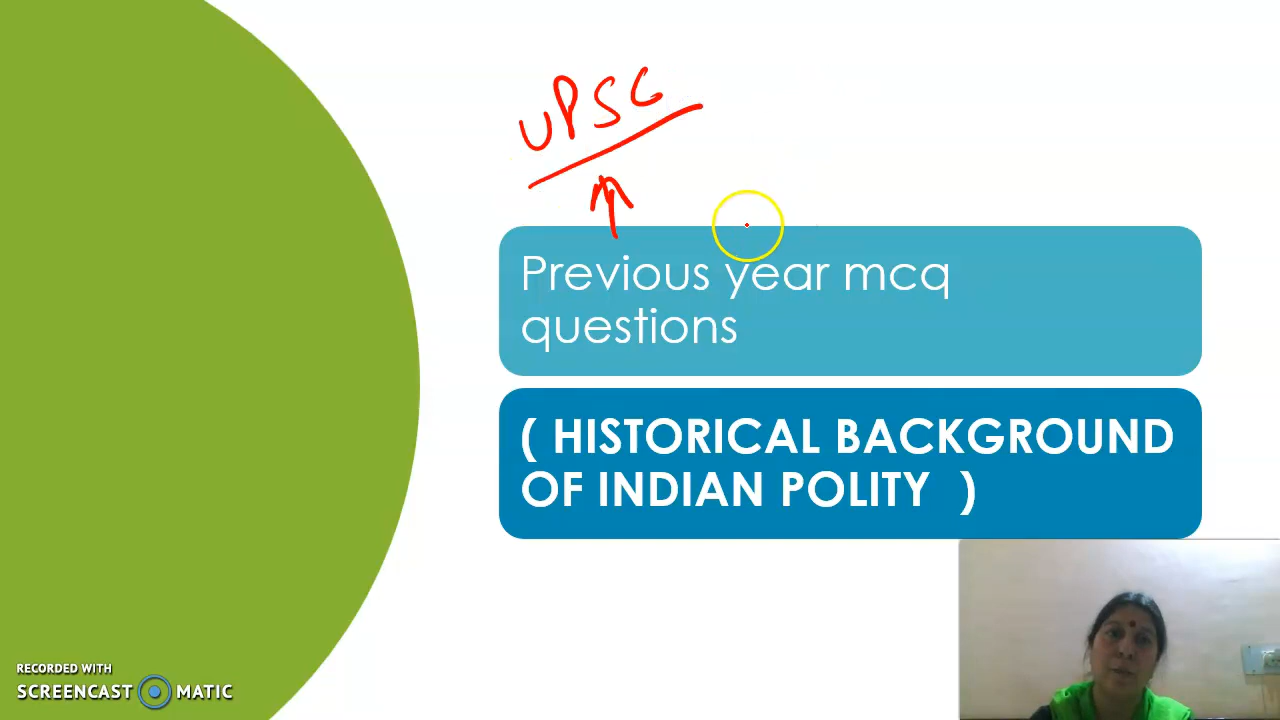 UPSC
Previous year mcq
questions
( HISTORICAL BACKGROUND
OF INDIAN POLITY )
RECORDED WITH
SCREENCAST MATIC